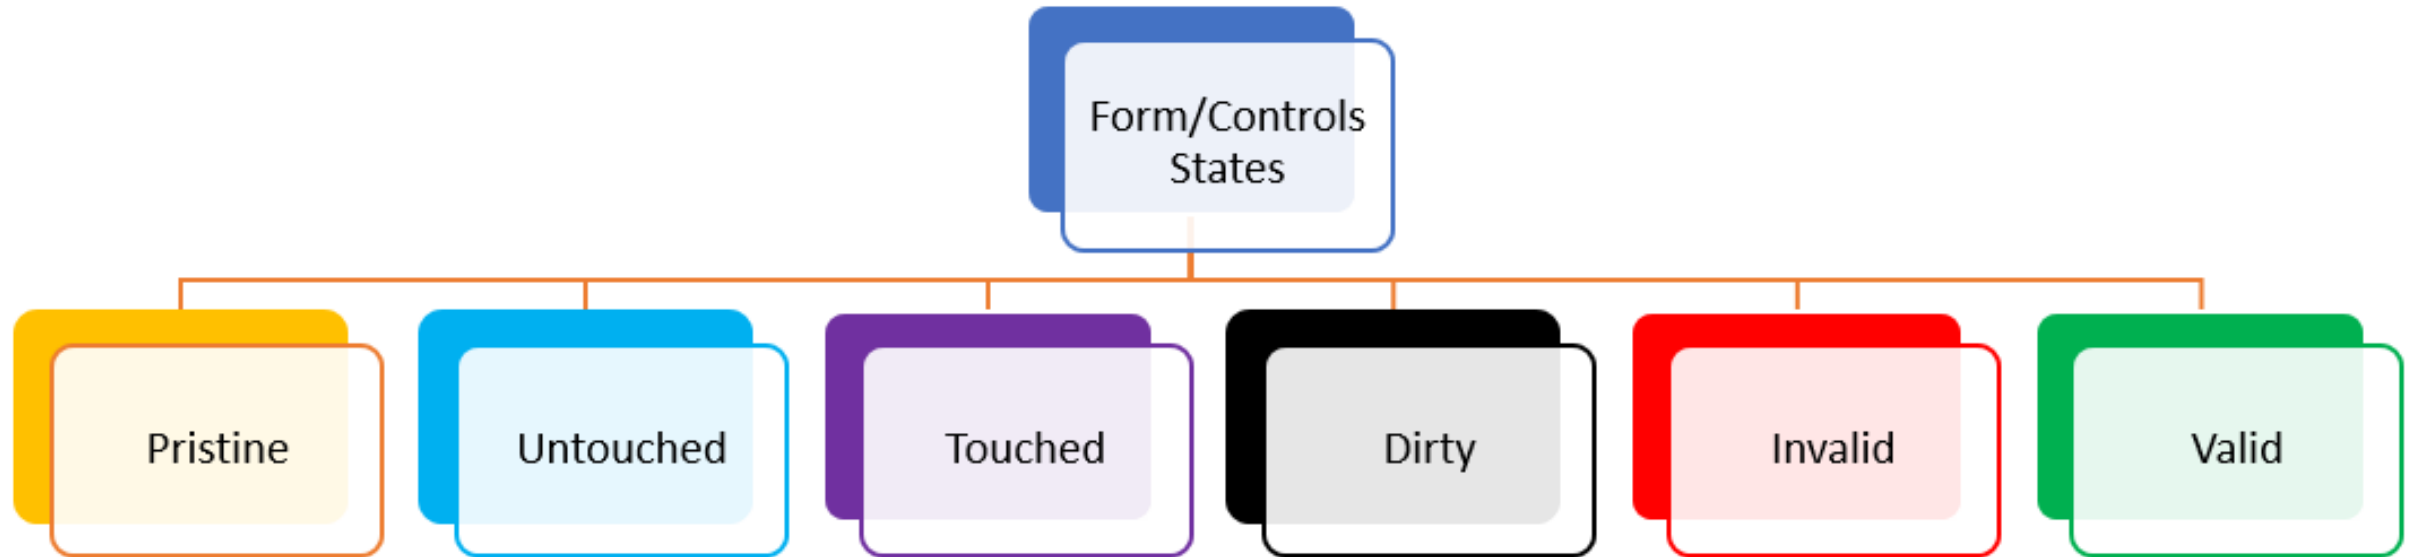 Form/Controls
States
Pristine
Untouched
Touched
Dirty
Invalid
Valid